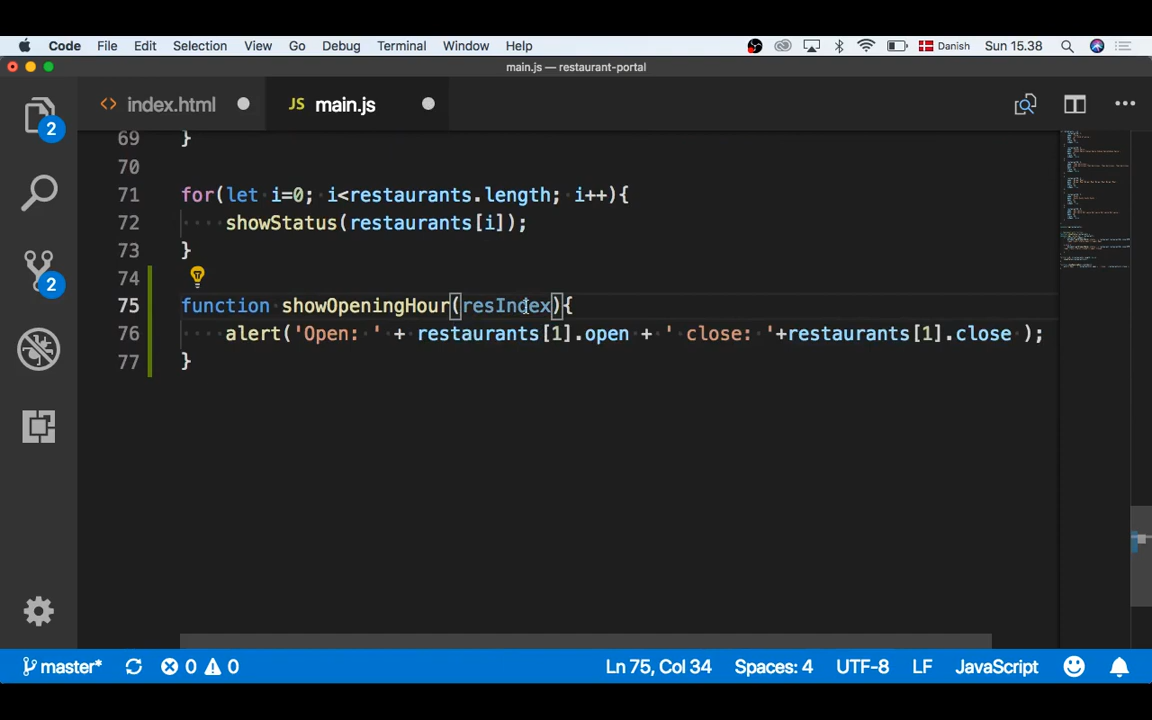 Code File Edit Selection View Go Debug Terminal Window Help Danish Sun 15.38
main.js — restaurant-portal
index.html JS main.js
2
2
69 }
70
71 for(let i=0; i<restaurants.length; i++){
72 showStatus(restaurants[i]);
73 }
74
75 function showOpeningHour(resIndex){
76 alert('Open: ' + restaurants[1].open + ' close: '+restaurants[1].close );
77 }
master* 0 0 Ln 75, Col 34 Spaces: 4 UTF-8 LF JavaScript